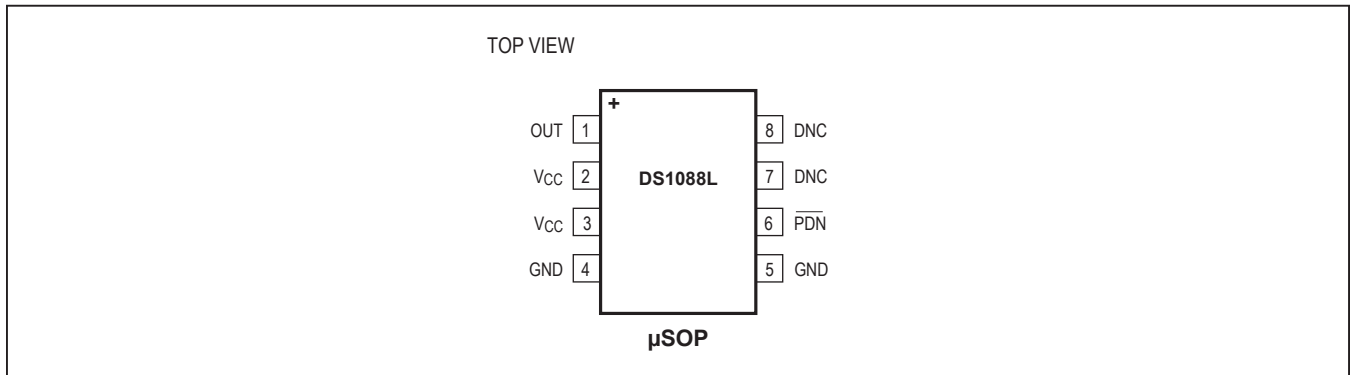 TOP VIEW
+
OUT 1 8 DNC
VCC 2 DS1088L 7 DNC
VCC 3 6 PDN
GND 4 5 GND
µSOP